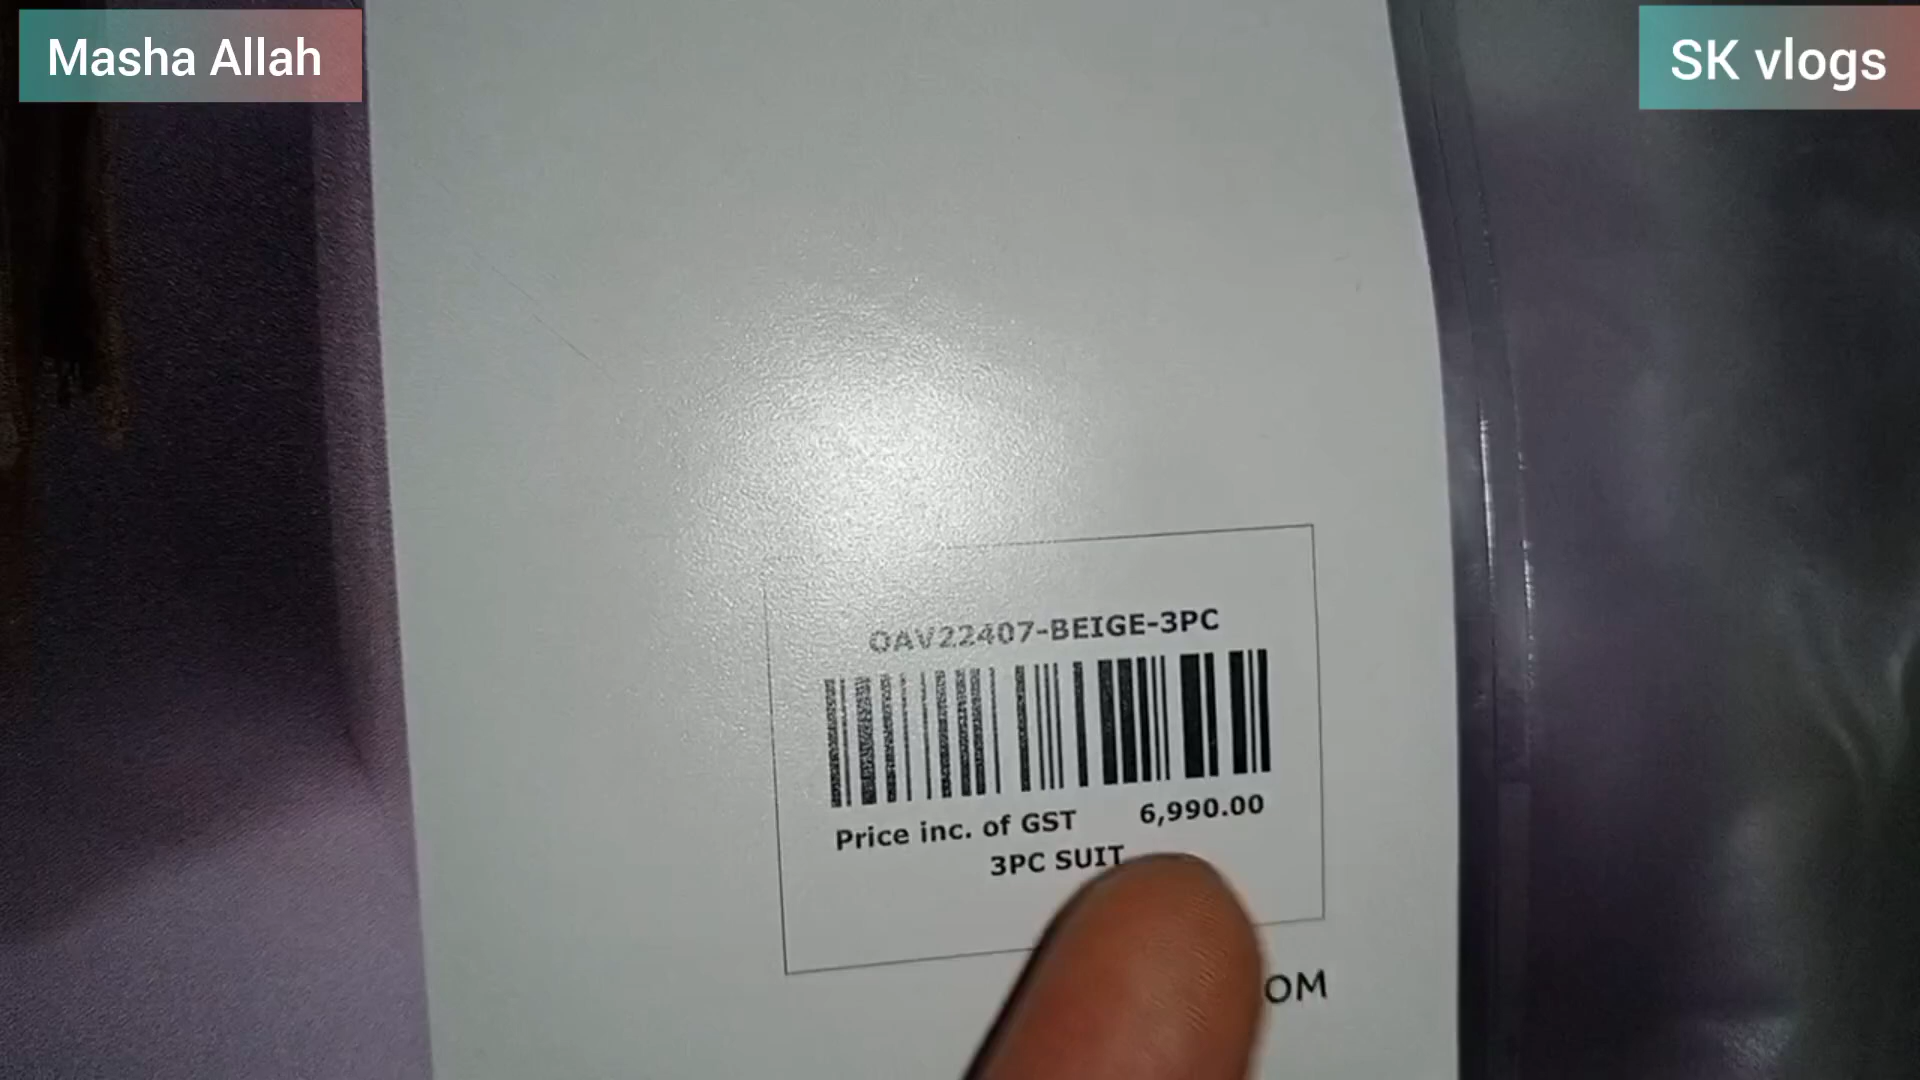 Masha Allah
SK vlogs
OAV22407-BEIGE-3PC
Price inc. of GST 6,990.00
3PC SUIT
OM